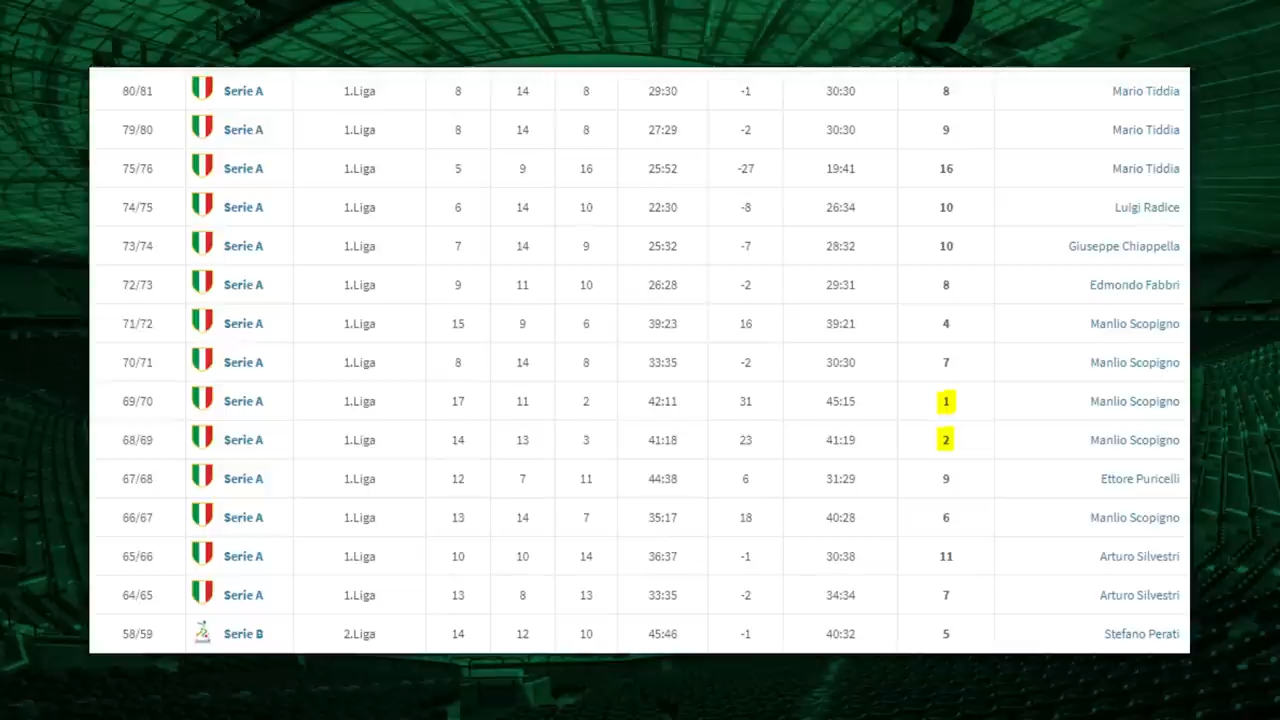 80/81 Serie A 1.Liga 8 14 8 29:30 -1 30:30 8 Mario Tiddia
79/80 Serie A 1.Liga 8 14 8 27:29 -2 30:30 9 Mario Tiddia
75/76 Serie A 1.Liga 5 9 16 25:52 -27 19:41 16 Mario Tiddia
74/75 Serie A 1.Liga 6 14 10 22:30 -8 26:34 10 Luigi Radice
73/74 Serie A 1.Liga 7 14 9 25:32 -7 28:32 10 Giuseppe Chiappella
72/73 Serie A 1.Liga 9 11 10 26:28 -2 29:31 8 Edmondo Fabbri
71/72 Serie A 1.Liga 15 9 6 39:23 16 39:21 4 Manlio Scopigno
70/71 Serie A 1.Liga 8 14 8 33:35 -2 30:30 7 Manlio Scopigno
69/70 Serie A 1.Liga 17 11 2 42:11 31 45:15 1 Manlio Scopigno
68/69 Serie A 1.Liga 14 13 3 41:18 23 41:19 2 Manlio Scopigno
67/68 Serie A 1.Liga 12 7 11 44:38 6 31:29 9 Ettore Puricelli
66/67 Serie A 1.Liga 13 14 7 35:17 18 40:28 6 Manlio Scopigno
65/66 Serie A 1.Liga 10 10 14 36:37 -1 30:38 11 Arturo Silvestri
64/65 Serie A 1.Liga 13 8 13 33:35 -2 34:34 7 Arturo Silvestri
58/59 Serie B 2.Liga 14 12 10 45:46 -1 40:32 5 Stefano Perati